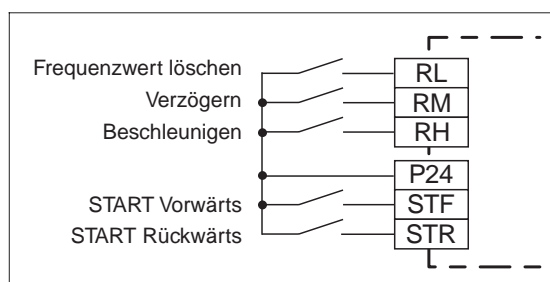 Frequenzwert löschen RL
Verzögern RM
Beschleunigen RH
P24
START Vorwärts STF
START Rückwärts STR